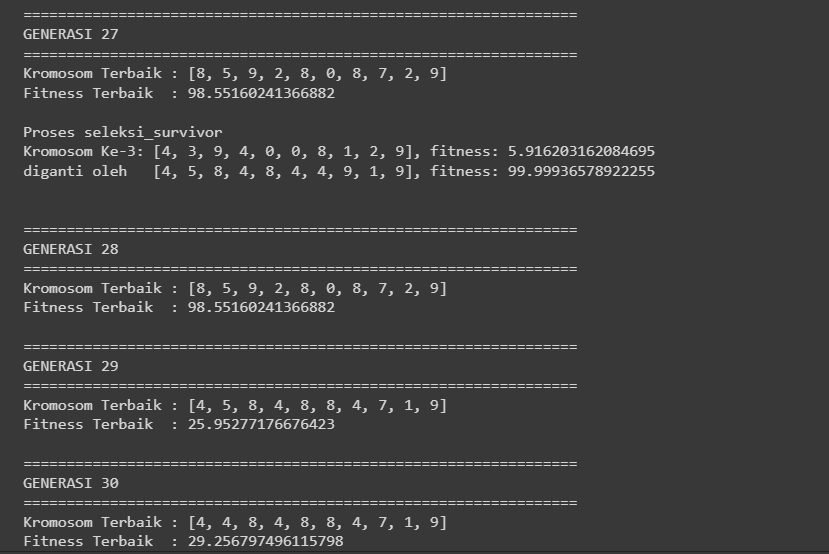 ================================================================
GENERASI 27
================================================================
Kromosom Terbaik : [8, 5, 9, 2, 8, 0, 8, 7, 2, 9]
Fitness Terbaik  : 98.55160241366882
Proses seleksi_survivor
Kromosom Ke-3: [4, 3, 9, 4, 0, 0, 8, 1, 2, 9], fitness: 5.916203162084695
diganti oleh   [4, 5, 8, 4, 8, 4, 4, 9, 1, 9], fitness: 99.99936578922255
================================================================
GENERASI 28
================================================================
Kromosom Terbaik : [8, 5, 9, 2, 8, 0, 8, 7, 2, 9]
Fitness Terbaik  : 98.55160241366882
================================================================
GENERASI 29
================================================================
Kromosom Terbaik : [4, 5, 8, 4, 8, 8, 4, 7, 1, 9]
Fitness Terbaik  : 25.95277176676423
================================================================
GENERASI 30
================================================================
Kromosom Terbaik : [4, 4, 8, 4, 8, 8, 4, 7, 1, 9]
Fitness Terbaik  : 29.256797496115798